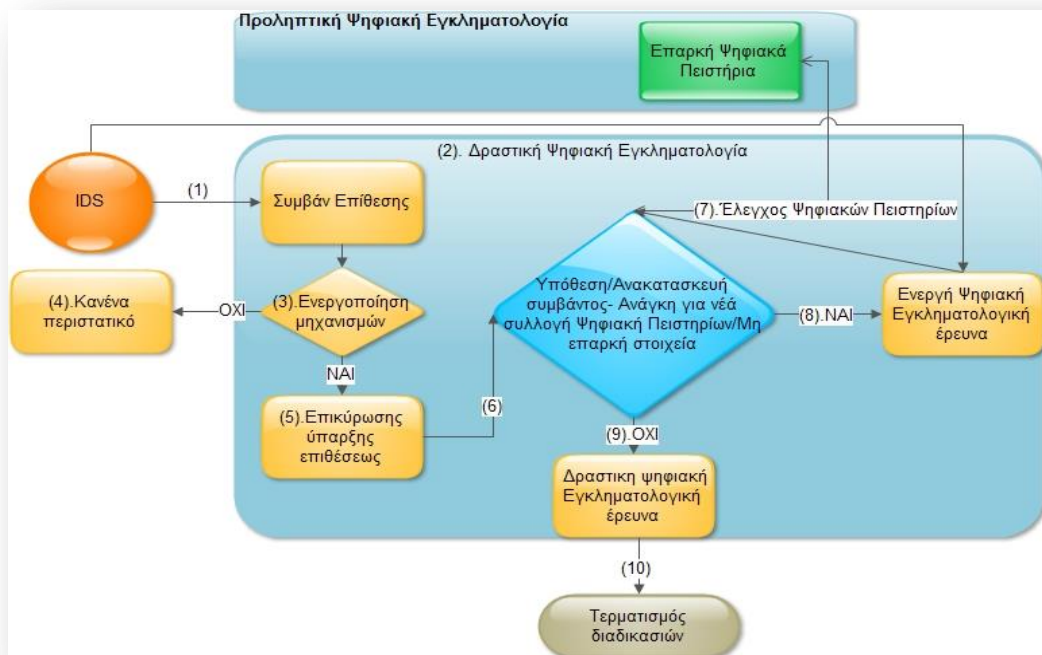 Προληπτική Ψηφιακή Εγκληματολογία
Επαρκή Ψηφιακά
Πειστήρια
(2). Δραστική Ψηφιακή Εγκληματολογία
IDS
(1)
Συμβάν Επίθεσης
(7).Έλεγχος Ψηφιακών Πειστηρίων
(4).Κανένα
περιστατικό
ΟΧΙ
(3).Ενεργοποίηση
μηχανισμών
Υπόθεση/Ανακατασκευή
συμβάντος- Ανάγκη για νέά
συλλογή Ψηφιακή Πειστηρίων/Μη
επαρκή στοιχεία
(8).ΝΑΙ
Ενεργή Ψηφιακή
Εγκληματολογική
έρευνα
ΝΑΙ
(5).Επικύρωσης
ύπαρξης
επιθέσεως
(6)
(9).ΟΧΙ
Δραστικη ψηφιακή
Εγκληματολογική
έρευνα
(10)
Τερματισμός
διαδικασιών